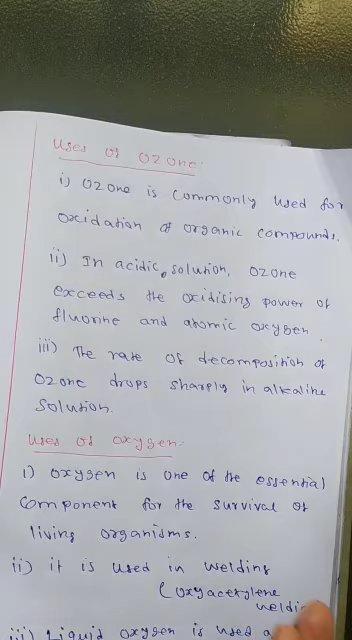 Uses of Ozone:
i) Ozone is commonly used for
oxidation of organic compounds.
ii) In acidic solution, ozone
exceeds the oxidising power of
fluorine and atomic oxygen.
iii) The rate of decomposition of
Ozone drops sharply in alkaline
solution.
Uses of oxygen:
1) Oxygen is one of the essential
component for the survival of
living organisms.
ii) it is used in welding
(oxyacetylene
weldi
iii) Liquid oxygen is used a